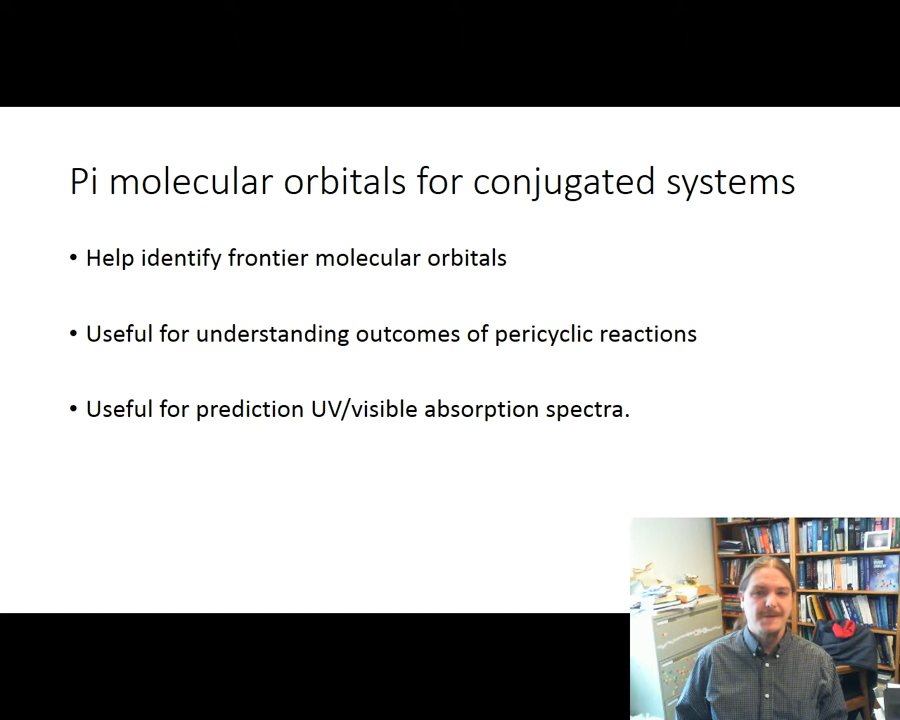 Pi molecular orbitals for conjugated systems
• Help identify frontier molecular orbitals
• Useful for understanding outcomes of pericyclic reactions
• Useful for prediction UV/visible absorption spectra.